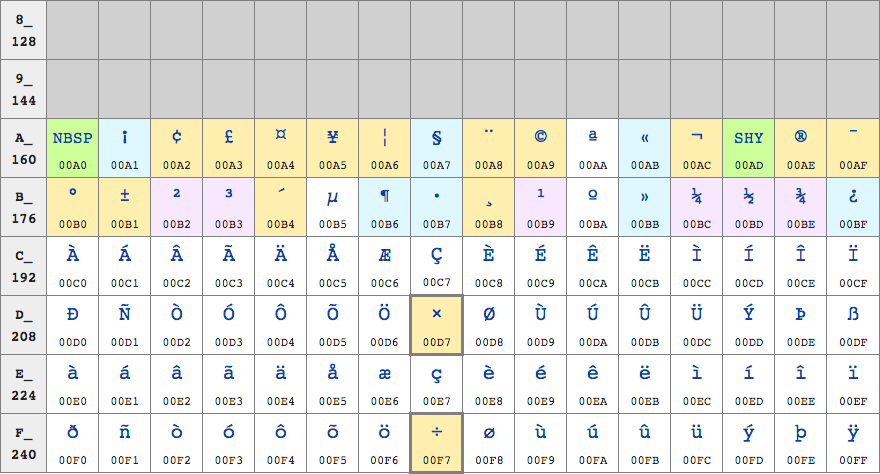 8_
128
9_
144
A_ NBSP ¡ ¢ £ ¤ ¥ ¦ § ¨ © ª « ¬ SHY ® ¯
160 00A0 00A1 00A2 00A3 00A4 00A5 00A6 00A7 00A8 00A9 00AA 00AB 00AC 00AD 00AE 00AF
B_ ° ± ² ³ ´ µ ¶ · ¸ ¹ º » ¼ ½ ¾ ¿
176 00B0 00B1 00B2 00B3 00B4 00B5 00B6 00B7 00B8 00B9 00BA 00BB 00BC 00BD 00BE 00BF
C_ À Á Â Ã Ä Å Æ Ç È É Ê Ë Ì Í Î Ï
192 00C0 00C1 00C2 00C3 00C4 00C5 00C6 00C7 00C8 00C9 00CA 00CB 00CC 00CD 00CE 00CF
D_ Ð Ñ Ò Ó Ô Õ Ö × Ø Ù Ú Û Ü Ý Þ ß
208 00D0 00D1 00D2 00D3 00D4 00D5 00D6 00D7 00D8 00D9 00DA 00DB 00DC 00DD 00DE 00DF
E_ à á â ã ä å æ ç è é ê ë ì í î ï
224 00E0 00E1 00E2 00E3 00E4 00E5 00E6 00E7 00E8 00E9 00EA 00EB 00EC 00ED 00EE 00EF
F_ ð ñ ò ó ô õ ö ÷ ø ù ú û ü ý þ ÿ
240 00F0 00F1 00F2 00F3 00F4 00F5 00F6 00F7 00F8 00F9 00FA 00FB 00FC 00FD 00FE 00FF